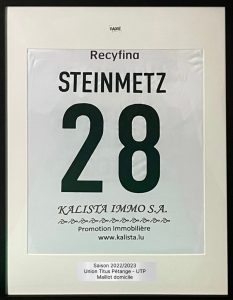 Recyfina
STEINMETZ
28
KALISTA IMMO S.A.
Promotion Immobilière
www.kalista.lu
Saison 2022/2023
Union Titus Pétange - UTP
Maillot domicile